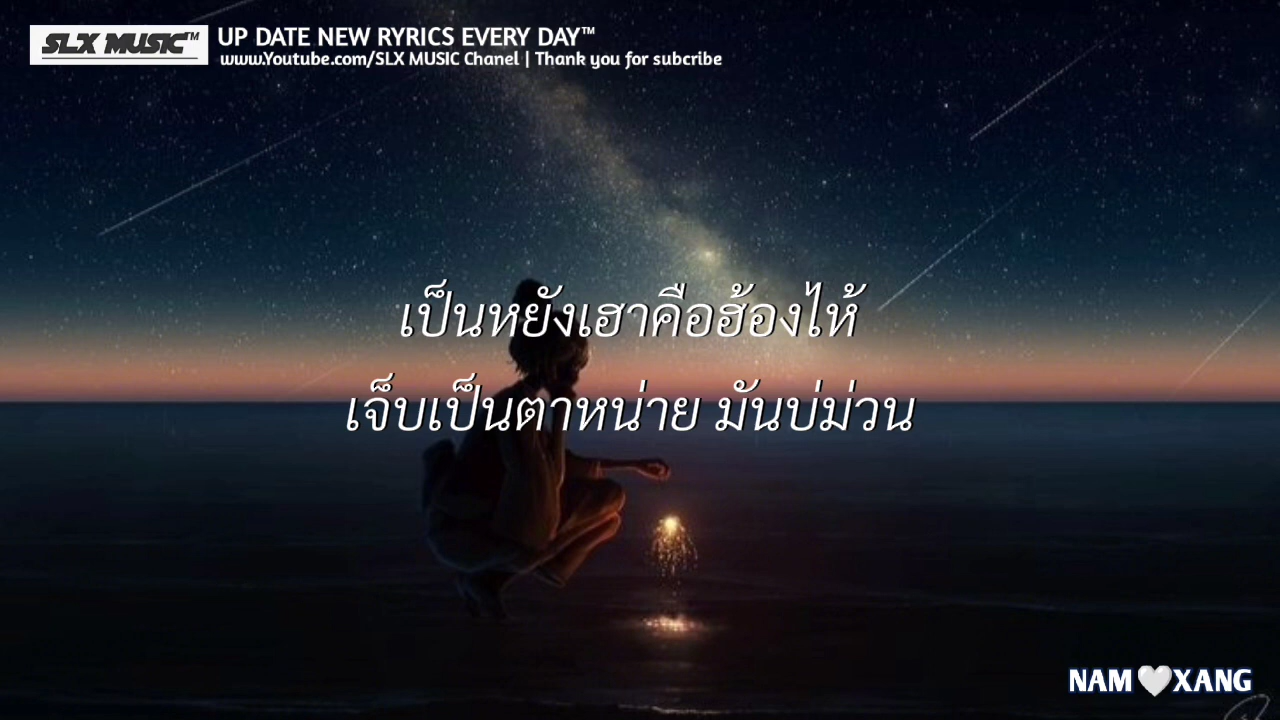 SLX MUSIC™
UP DATE NEW RYRICS EVERY DAY™
www.Youtube.com/SLX MUSIC Chanel | Thank you for subcribe
เป็นหยังเฮาคือฮ้องไห้
เจ็บเป็นตาหน่าย มันบ่ม่วน
NAM🤍XANG